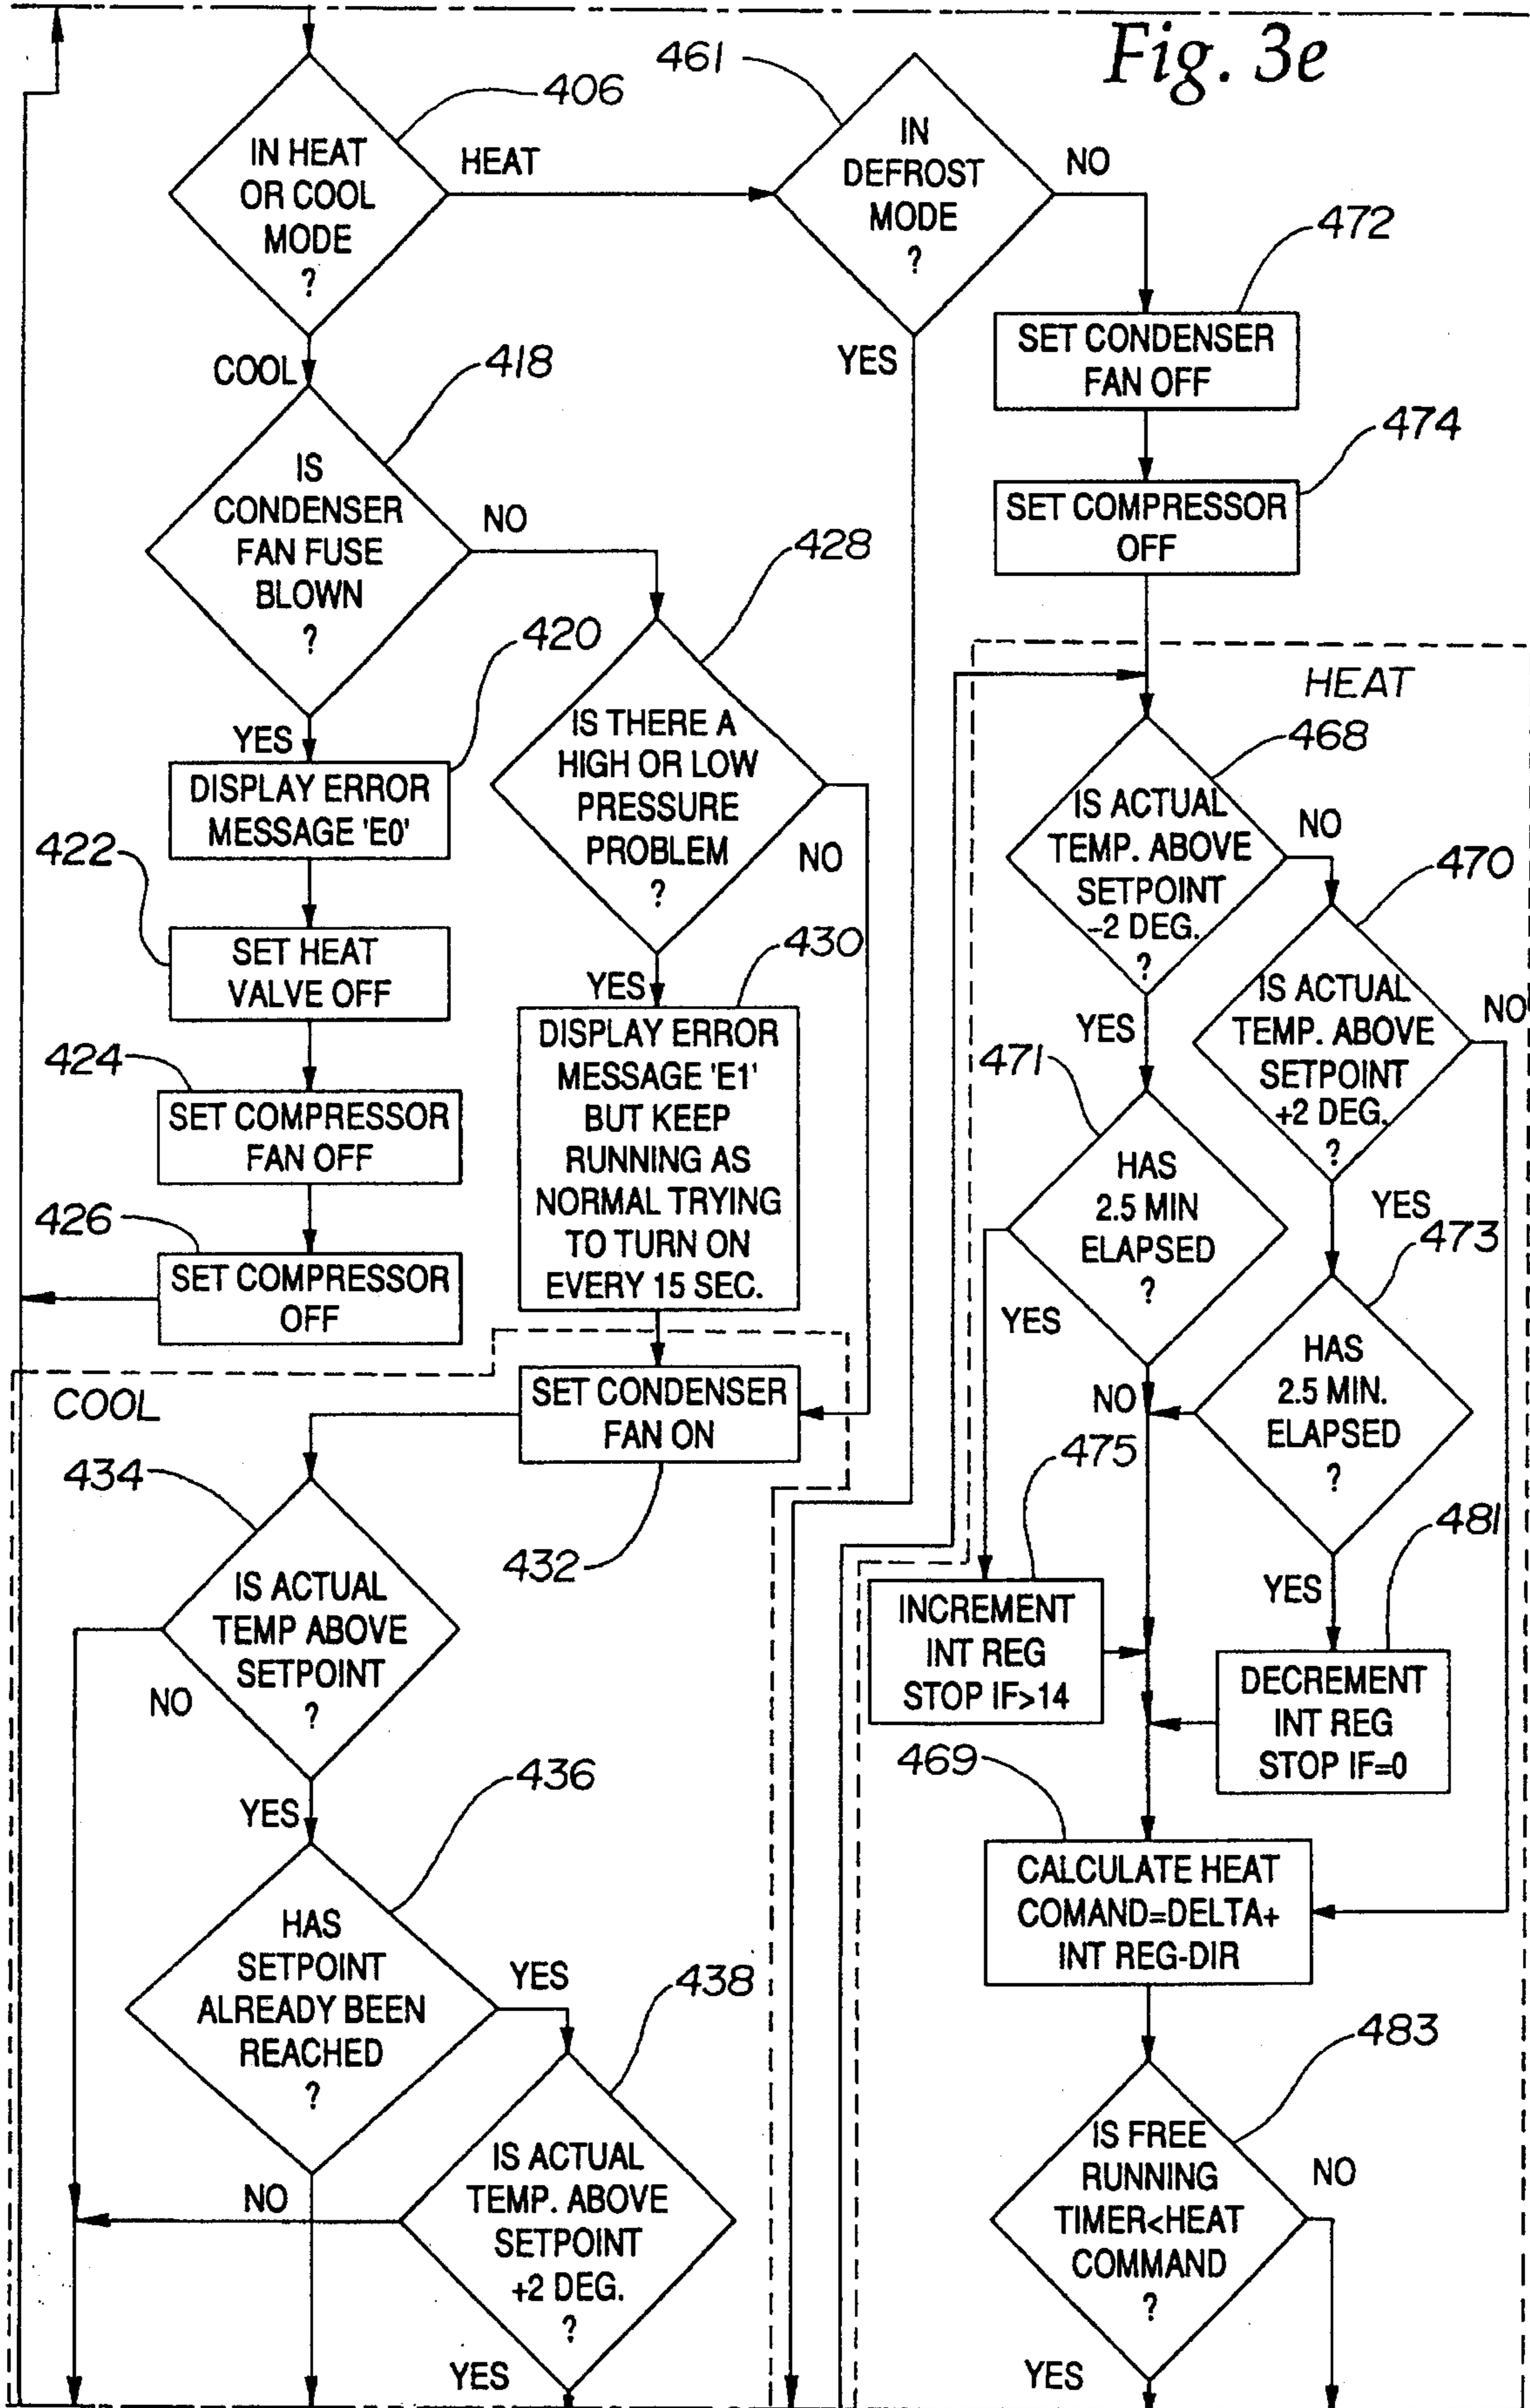 Fig. 3e
406
461
IN HEAT
OR COOL
MODE
?
HEAT
IN
DEFROST
MODE
?
NO
472
SET CONDENSER
FAN OFF
YES
COOL
418
474
SET COMPRESSOR
OFF
IS
CONDENSER
FAN FUSE
BLOWN
?
NO
428
420
YES
DISPLAY ERROR
MESSAGE 'E0'
IS THERE A
HIGH OR LOW
PRESSURE
PROBLEM
?
NO
HEAT
468
IS ACTUAL
TEMP. ABOVE
SETPOINT
-2 DEG.
?
NO
470
422
SET HEAT
VALVE OFF
430
YES
DISPLAY ERROR
MESSAGE 'E1'
BUT KEEP
RUNNING AS
NORMAL TRYING
TO TURN ON
EVERY 15 SEC.
YES
IS ACTUAL
TEMP. ABOVE
SETPOINT
+2 DEG.
?
NO
424
SET COMPRESSOR
FAN OFF
471
HAS
2.5 MIN
ELAPSED
?
YES
473
426
SET COMPRESSOR
OFF
YES
NO
HAS
2.5 MIN.
ELAPSED
?
COOL
SET CONDENSER
FAN ON
432
434
475
481
IS ACTUAL
TEMP ABOVE
SETPOINT
?
NO
INCREMENT
INT REG
STOP IF>14
YES
DECREMENT
INT REG
STOP IF=0
YES
436
469
CALCULATE HEAT
COMAND=DELTA+
INT REG-DIR
HAS
SETPOINT
ALREADY BEEN
REACHED
?
YES
438
483
NO
IS ACTUAL
TEMP. ABOVE
SETPOINT
+2 DEG.
?
YES
IS FREE
RUNNING
TIMER<HEAT
COMMAND
?
NO
YES